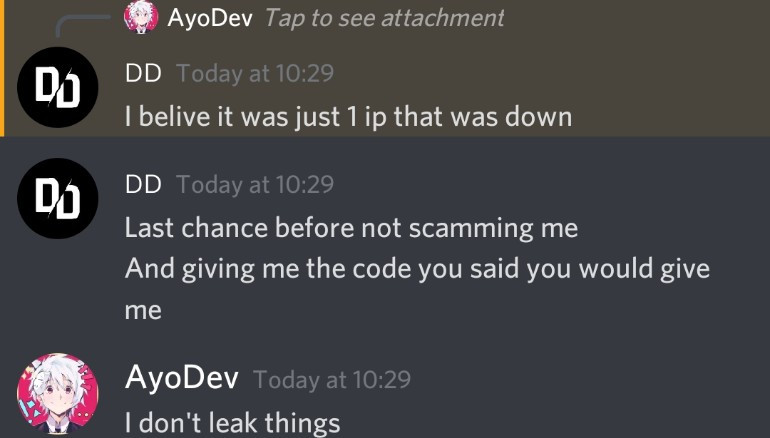 AyoDev Tap to see attachment
DD Today at 10:29
I belive it was just 1 ip that was down
DD Today at 10:29
Last chance before not scamming me
And giving me the code you said you would give
me
AyoDev Today at 10:29
I don't leak things